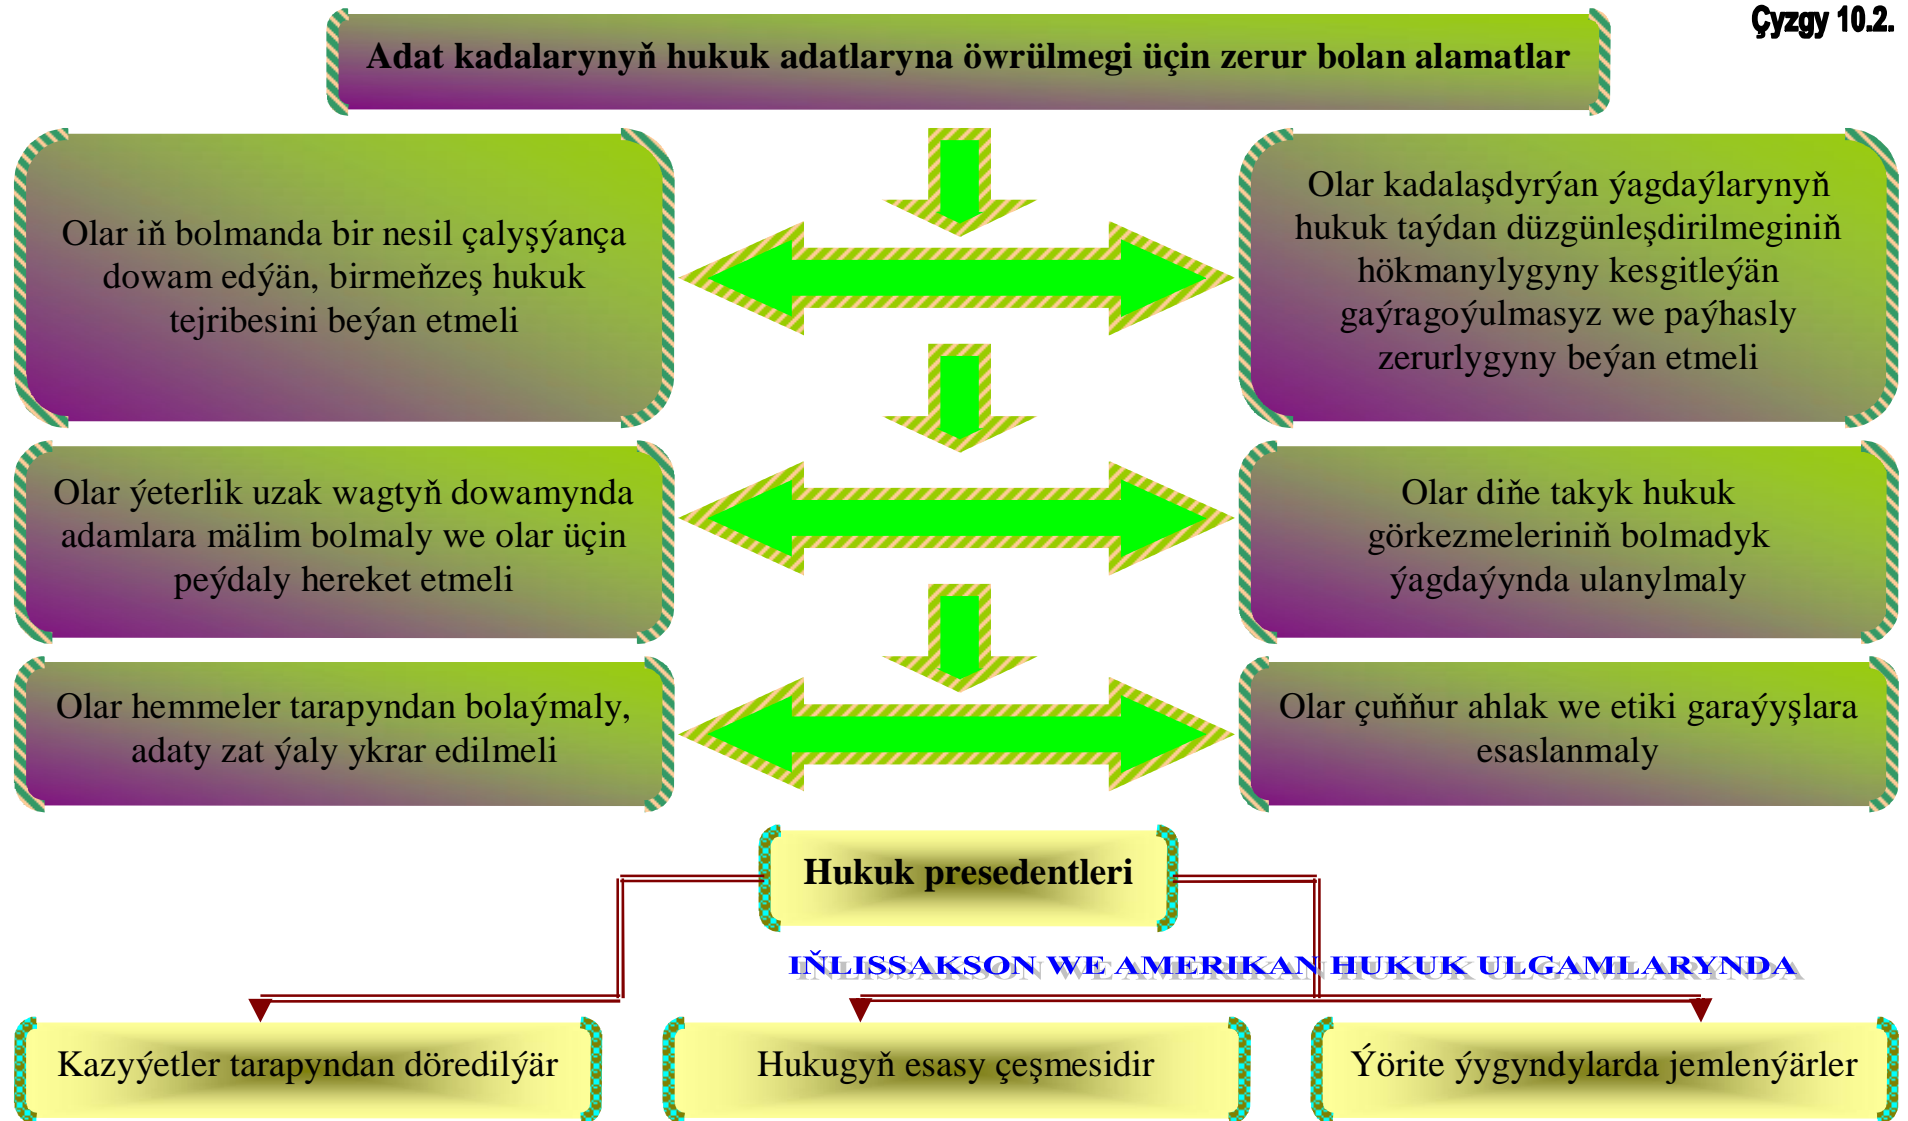 Çyzgy 10.2.
Adat kadalarynyň hukuk adatlaryna öwrülmegi üçin zerur bolan alamatlar
Olar iň bolmanda bir nesil çalyşýança
dowam edýän, birmeňzeş hukuk
tejribesini beýan etmeli
Olar kadalaşdyrýan ýagdaýlarynyň
hukuk taýdan düzgünleşdirilmeginiň
hökmanylygyny kesgitleýän
gaýragoýulmasyz we paýhasly
zerurlygyny beýan etmeli
Olar ýeterlik uzak wagtyň dowamynda
adamlara mälim bolmaly we olar üçin
peýdaly hereket etmeli
Olar diňe takyk hukuk
görkezmeleriniň bolmadyk
ýagdaýynda ulanylmaly
Olar hemmeler tarapyndan bolaýmaly,
adaty zat ýaly ykrar edilmeli
Olar çuňňur ahlak we etiki garaýyşlara
esaslanmaly
Hukuk presedentleri
IŇLISSAKSON WE AMERIKAN HUKUK ULGAMLARYNDA
Kazyýetler tarapyndan döredilýär
Hukugyň esasy çeşmesidir
Ýörite ýygyndylarda jemlenýärler